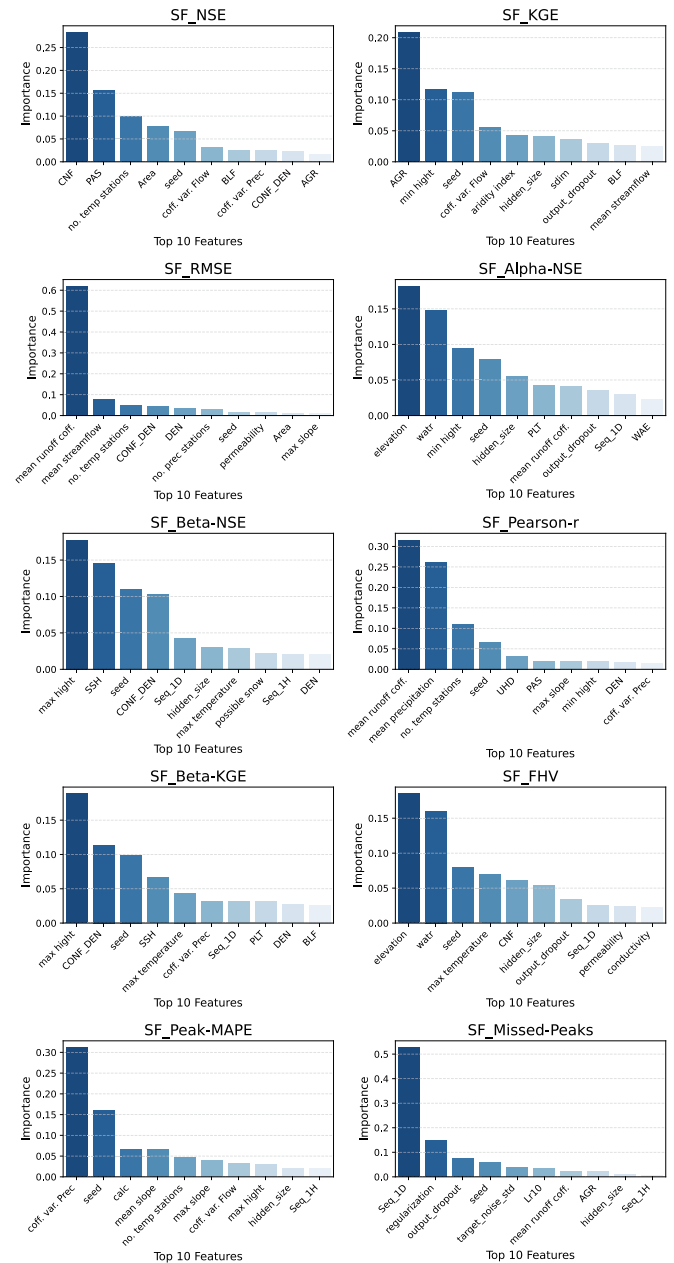 SF_NSE
0.25
0.20
0.15
0.10
0.05
0.00
Importance
CNF
PAS
no. temp stations
Area
seed
coff. var. Flow
BLF
coff. var. Prec
CONF_DEN
AGR
Top 10 Features
SF_KGE
0.20
0.15
0.10
0.05
0.00
Importance
AGR
min hight
seed
coff. var. Flow
aridity index
hidden_size
sdim
output_dropout
BLF
mean streamflow
Top 10 Features
SF_RMSE
0.6
0.5
0.4
0.3
0.2
0.1
0.0
Importance
mean runoff coff.
mean streamflow
no. temp stations
CONF_DEN
DEN
no. prec stations
seed
permeability
Area
max slope
Top 10 Features
SF_Alpha-NSE
0.15
0.10
0.05
0.00
Importance
elevation
watr
min hight
seed
hidden_size
PLT
mean runoff coff.
output_dropout
Seq_1D
WAE
Top 10 Features
SF_Beta-NSE
0.15
0.10
0.05
0.00
Importance
max hight
SSH
seed
CONF_DEN
Seq_1D
hidden_size
max temperature
possible snow
Seq_1H
DEN
Top 10 Features
SF_Pearson-r
0.30
0.25
0.20
0.15
0.10
0.05
0.00
Importance
mean runoff coff.
mean precipitation
no. temp stations
seed
UHD
PAS
max slope
min hight
DEN
coff. var. Prec
Top 10 Features
SF_Beta-KGE
0.15
0.10
0.05
0.00
Importance
max hight
CONF_DEN
seed
SSH
max temperature
coff. var. Prec
Seq_1D
PLT
DEN
BLF
Top 10 Features
SF_FHV
0.15
0.10
0.05
0.00
Importance
elevation
watr
seed
max temperature
CNF
hidden_size
output_dropout
Seq_1D
permeability
conductivity
Top 10 Features
SF_Peak-MAPE
0.30
0.25
0.20
0.15
0.10
0.05
0.00
Importance
coff. var. Prec
seed
calc
mean slope
no. temp stations
max slope
coff. var. Flow
max hight
hidden_size
Seq_1H
Top 10 Features
SF_Missed-Peaks
0.5
0.4
0.3
0.2
0.1
0.0
Importance
Seq_1D
regularization
output_dropout
seed
target_noise_std
Lr10
mean runoff coff.
AGR
hidden_size
Seq_1H
Top 10 Features